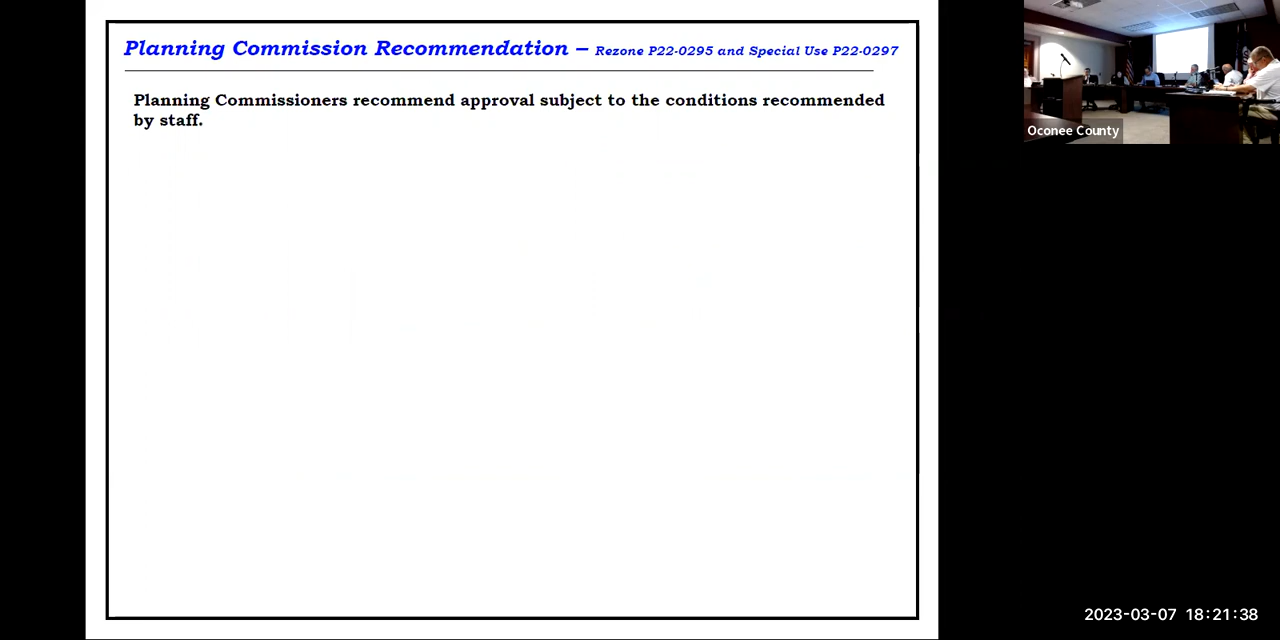 Planning Commission Recommendation – Rezone P22-0295 and Special Use P22-0297
Planning Commissioners recommend approval subject to the conditions recommended
by staff.
Oconee County
2023-03-07 18:21:38